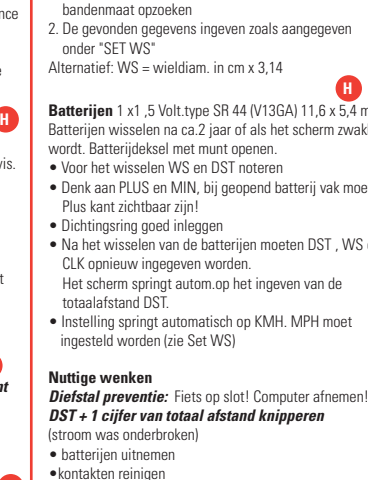 nce
bandenmaat opzoeken
2. De gevonden gegevens ingeven zoals aangegeven
onder "SET WS"
Alternatief: WS = wieldiam. in cm x 3,14
H
H
Batterijen 1 x1 ,5 Volt.type SR 44 (V13GA) 11,6 x 5,4 m
Batterijen wisselen na ca.2 jaar of als het scherm zwak
wordt. Batterijdeksel met munt openen.
vis.
• Voor het wisselen WS en DST noteren
• Denk aan PLUS en MIN, bij geopend batterij vak moe
Plus kant zichtbaar zijn!
• Dichtingsring goed inleggen
• Na het wisselen van de batterijen moeten DST , WS
CLK opnieuw ingegeven worden.
Het scherm springt autom.op het ingeven van de
totaalafstand DST.
• Instelling springt automatisch op KMH. MPH moet
ingesteld worden (zie Set WS)
Nuttige wenken
Diefstal preventie: Fiets op slot! Computer afnemen!
DST + 1 cijfer van totaal afstand knipperen
(stroom was onderbroken)
• batterijen uitnemen
•kontakten reinigen